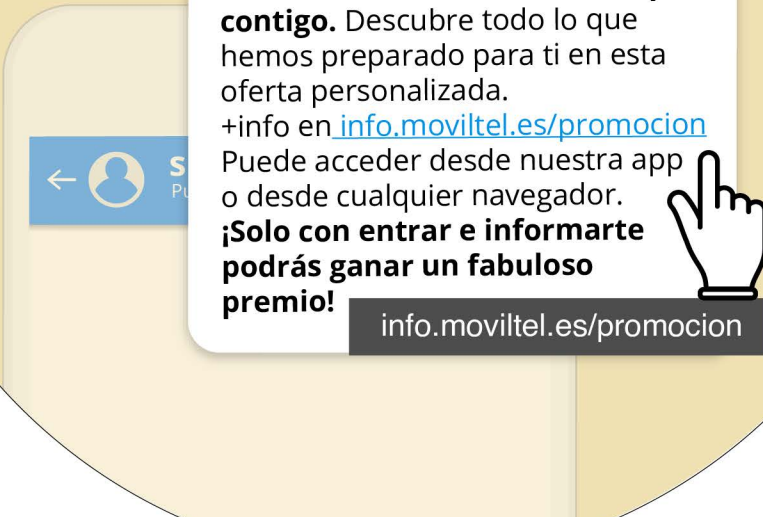 contigo. Descubre todo lo que
hemos preparado para ti en esta
oferta personalizada.
+info en info.moviltel.es/promocion
Puede acceder desde nuestra app
o desde cualquier navegador.
¡Solo con entrar e informarte
podrás ganar un fabuloso
premio!
info.moviltel.es/promocion